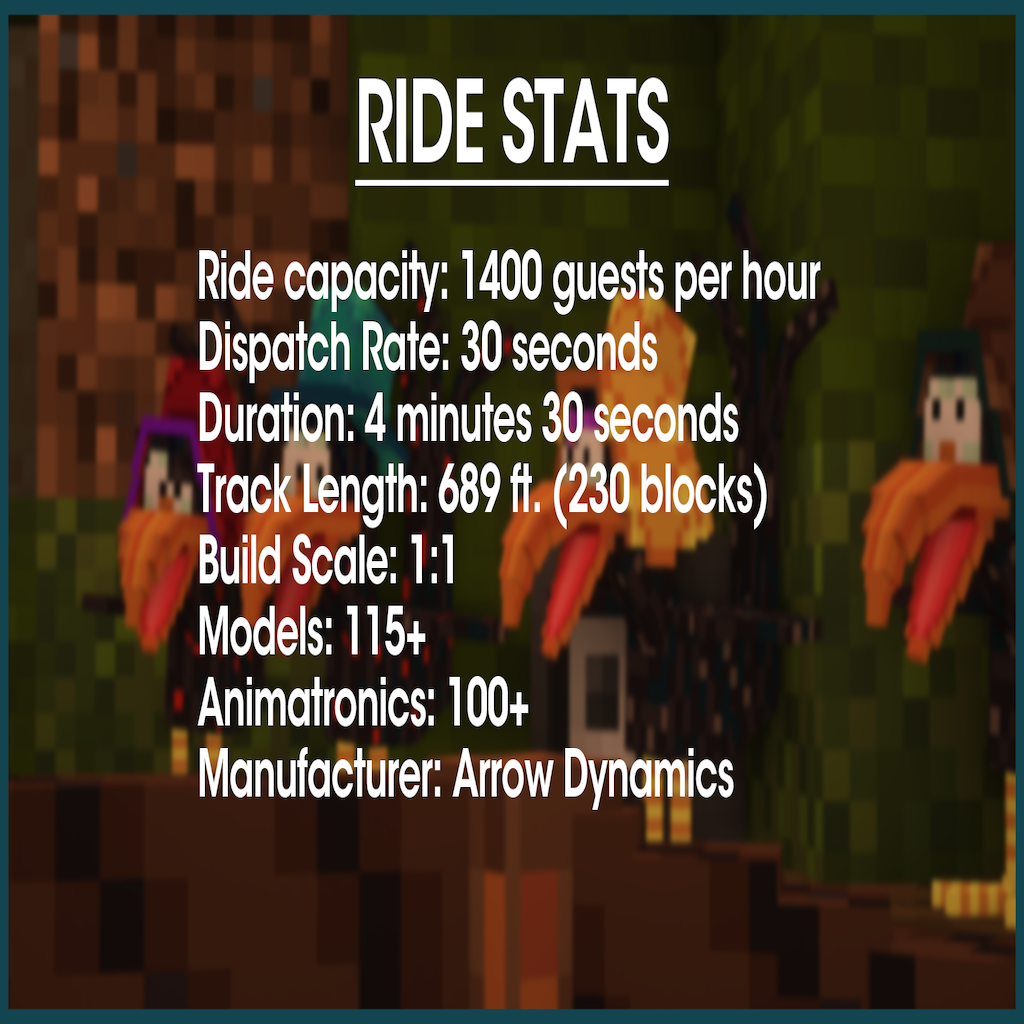 RIDE STATS
Ride capacity: 1400 guests per hour
Dispatch Rate: 30 seconds
Duration: 4 minutes 30 seconds
Track Length: 689 ft. (230 blocks)
Build Scale: 1:1
Models: 115+
Animatronics: 100+
Manufacturer: Arrow Dynamics